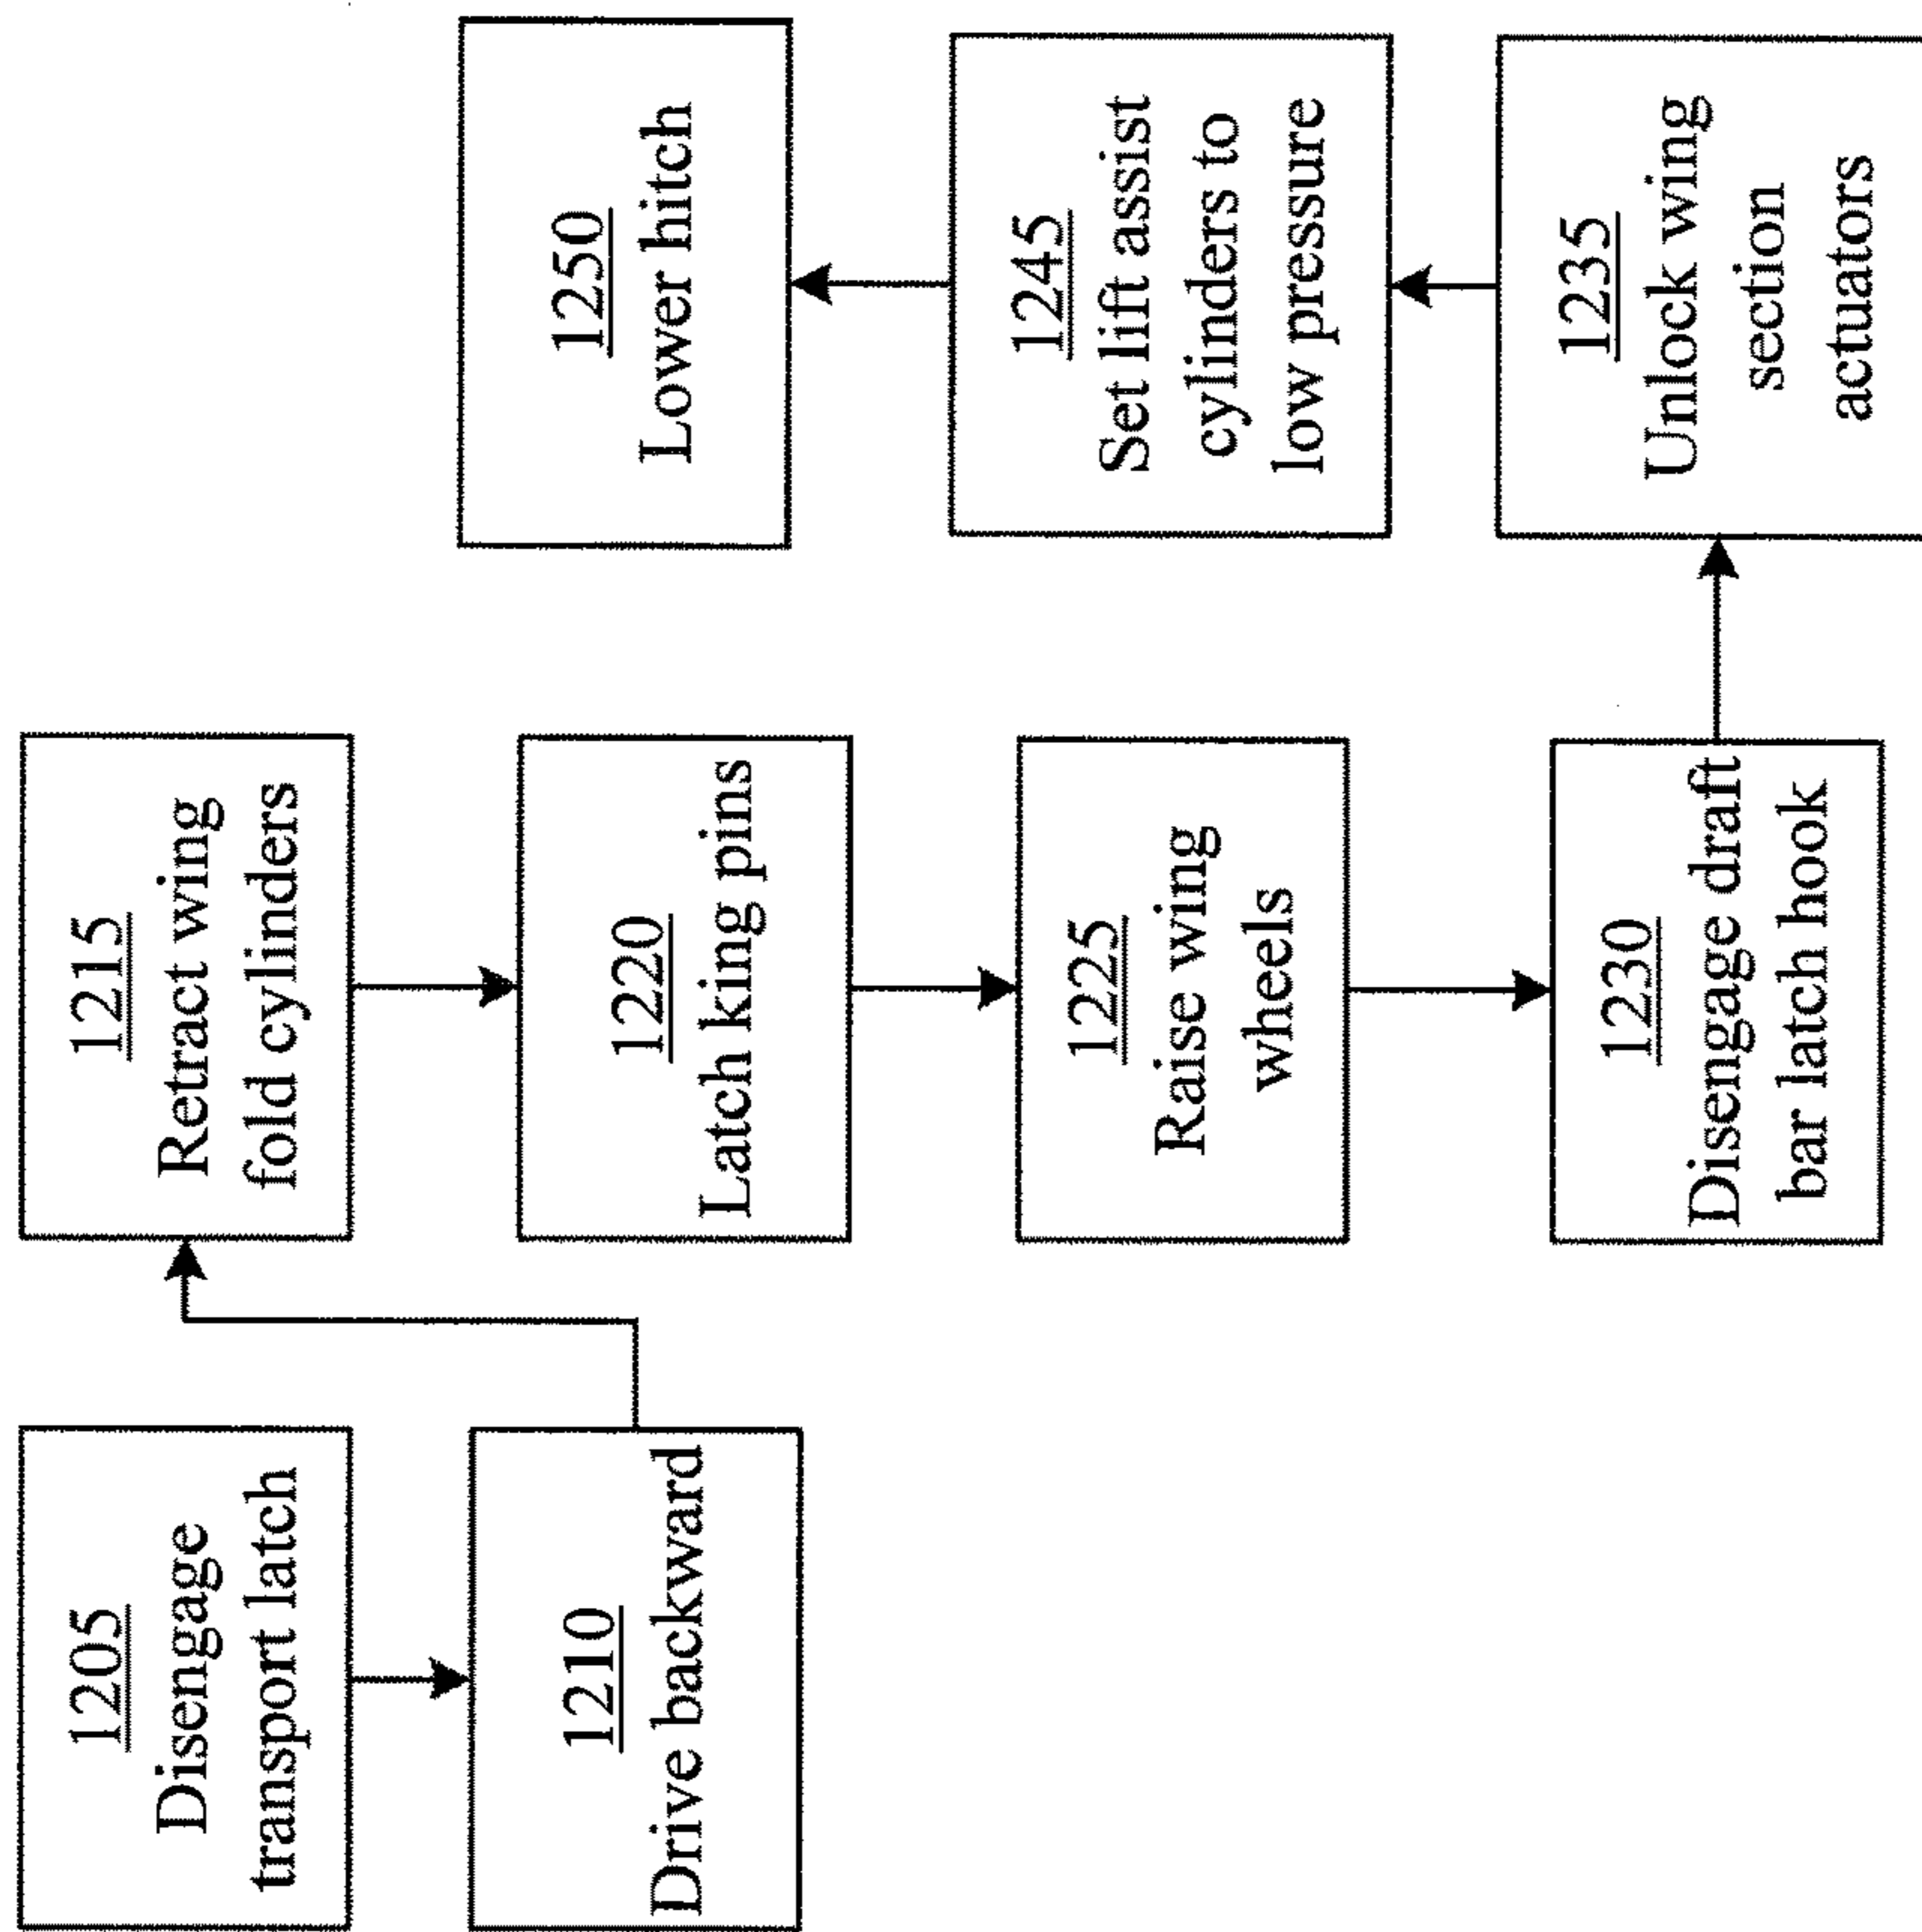 1205
Disengage
transport latch
1210
Drive backward
1215
Retract wing
fold cylinders
1220
Latch king pins
1225
Raise wing
wheels
1230
Disengage draft
bar latch hook
1235
Unlock wing
section
actuators
1245
Set lift assist
cylinders to
low pressure
1250
Lower hitch